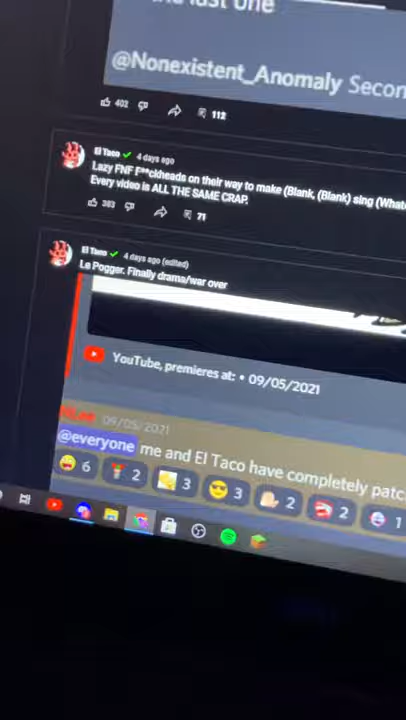 last one
@Nonexistent_Anomaly Secon
402
112
El Taco 4 days ago
Lazy FNF F**ckheads on their way to make (Blank, (Blank) sing (What
Every video is ALL THE SAME CRAP.
383
71
El Taco 4 days ago (edited)
Le Pogger. Finally drama/war over
YouTube, premieres at: • 09/05/2021
09/05/2021
@everyone me and El Taco have completely patc
6 2 3 3 2 2 1